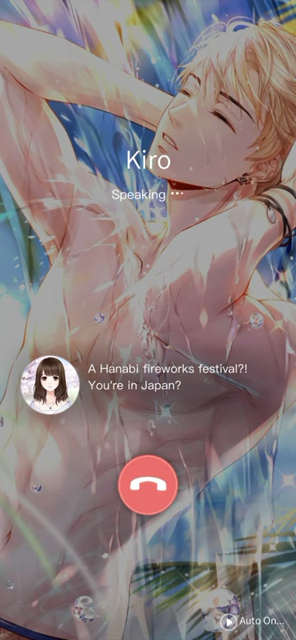 Kiro
Speaking •••
A Hanabi fireworks festival?!
You're in Japan?
Auto On...